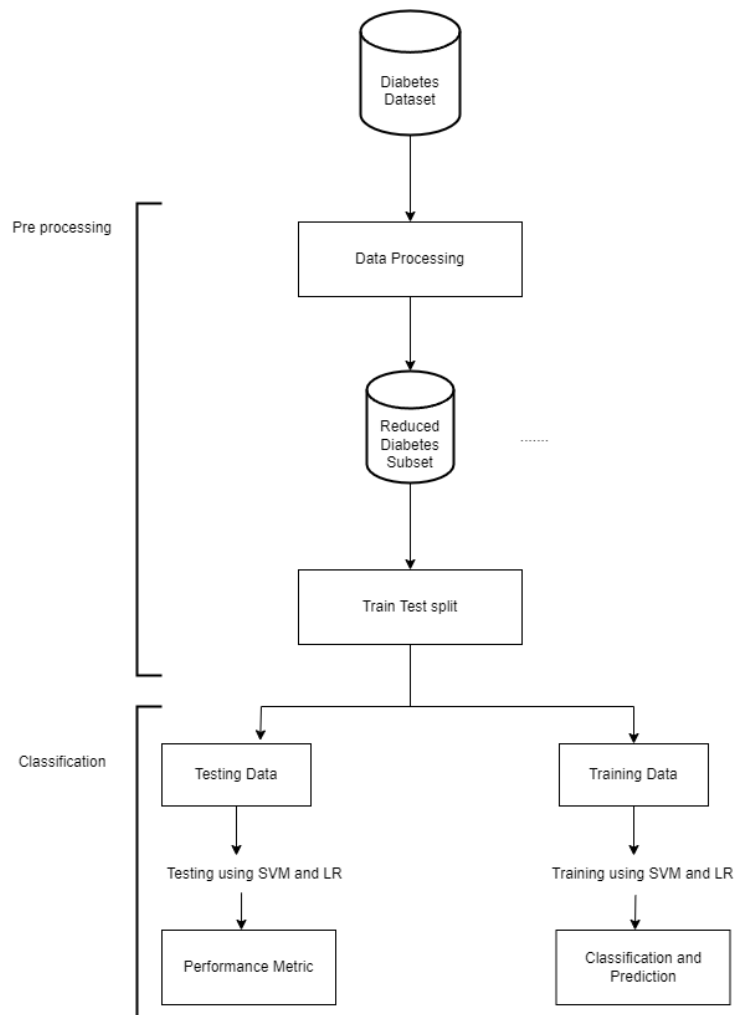 Diabetes
Dataset
Pre processing
Data Processing
Reduced
Diabetes
Subset
Train Test split
Classification
Testing Data
Training Data
Testing using SVM and LR
Training using SVM and LR
Performance Metric
Classification and
Prediction